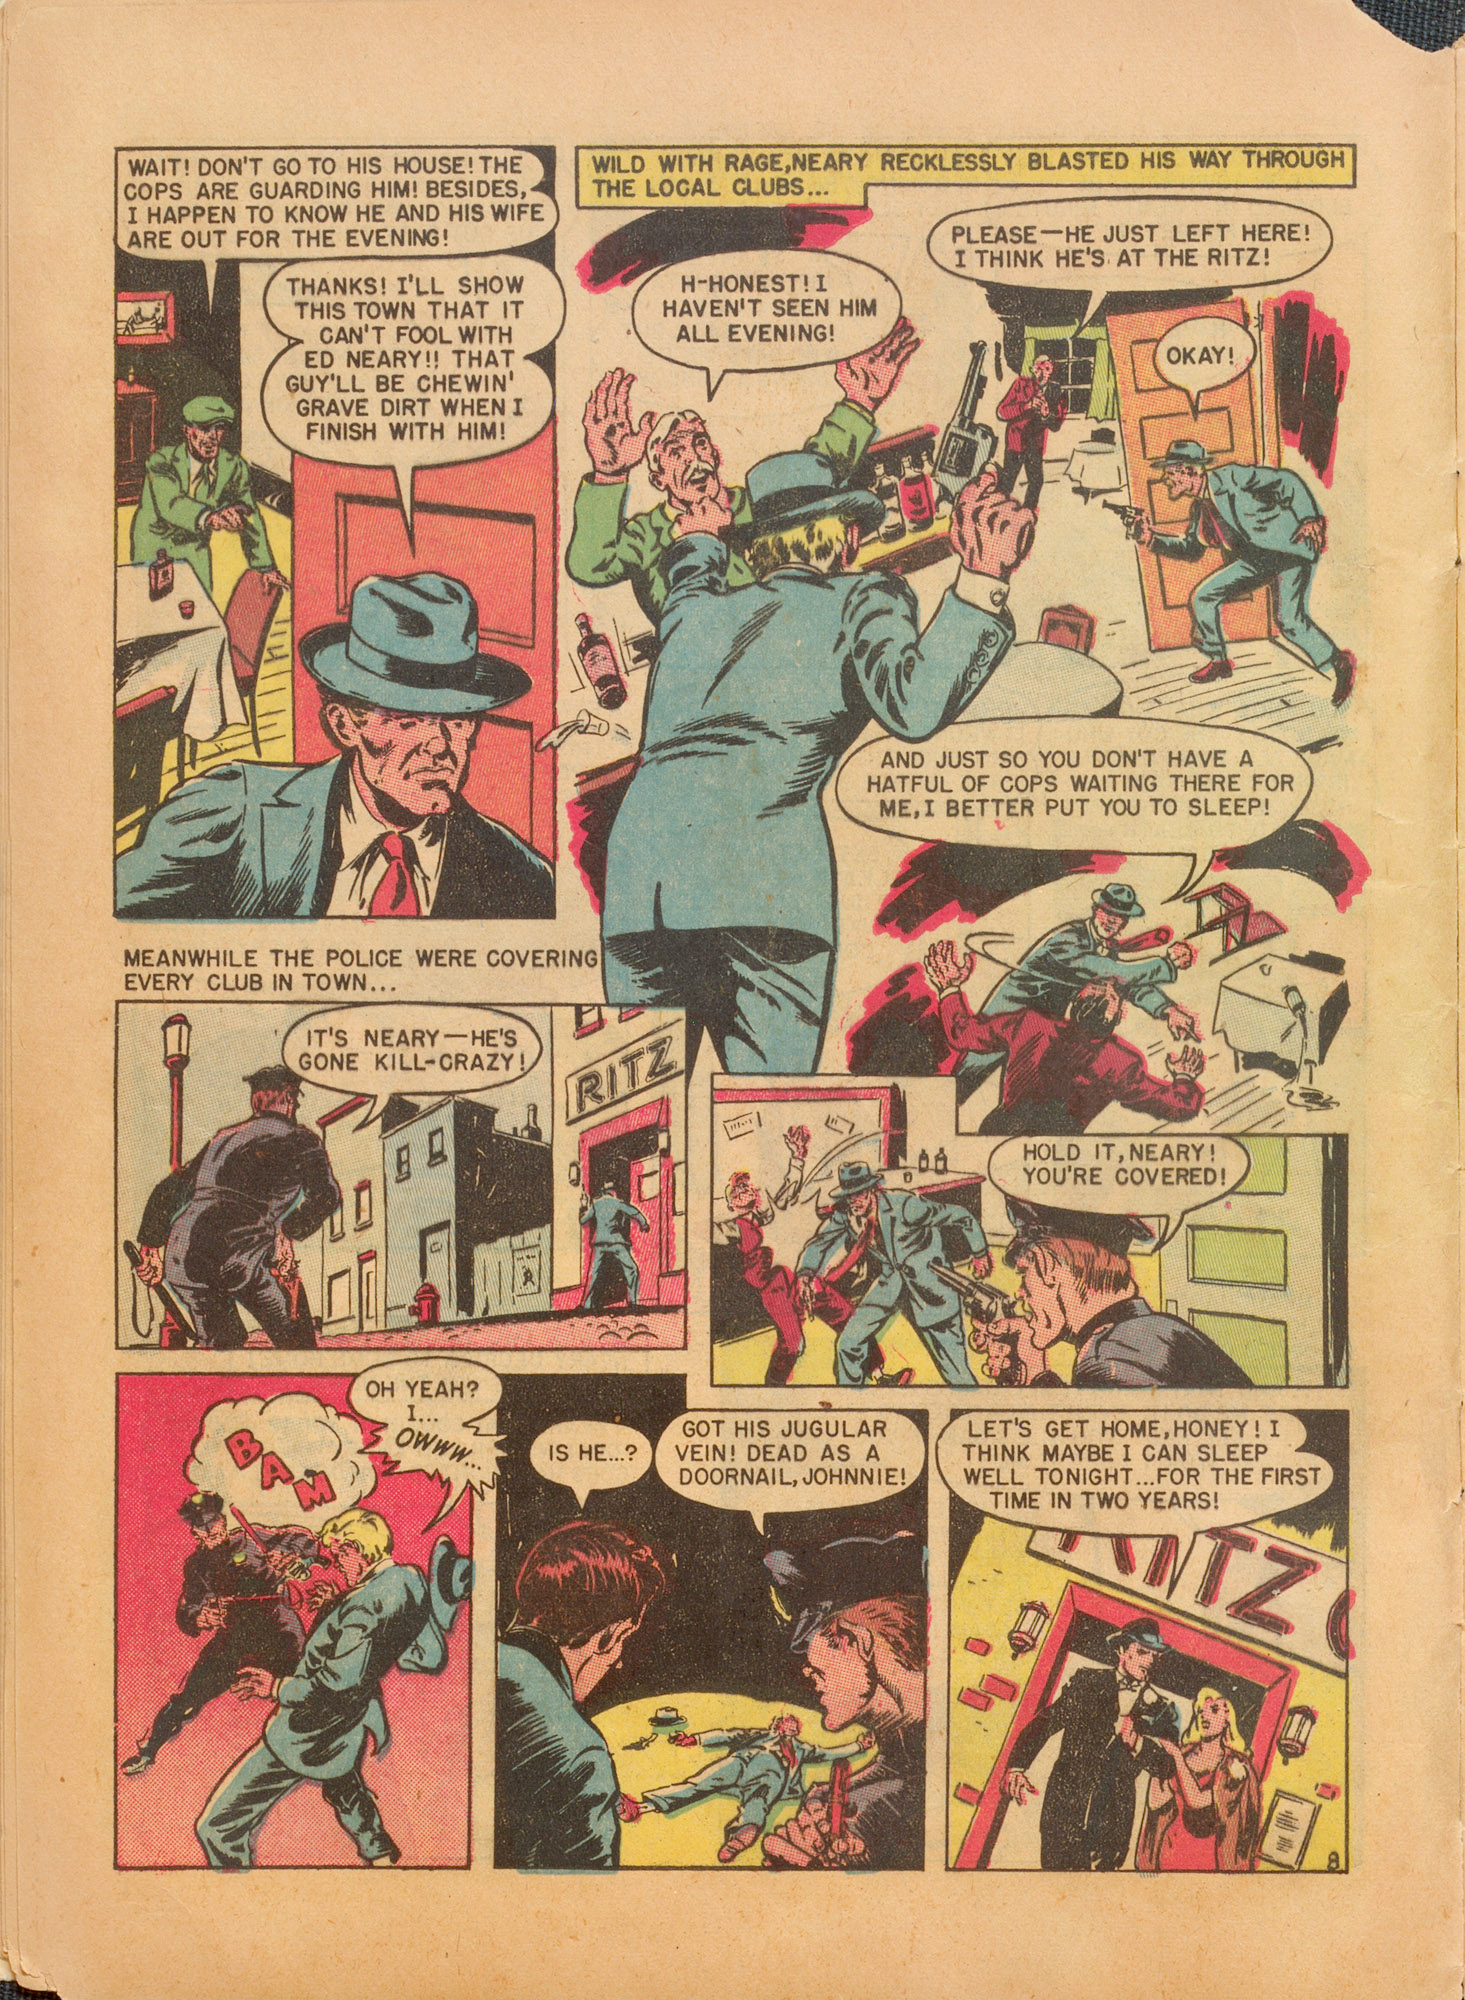 WAIT! DON'T GO TO HIS HOUSE! THE
COPS ARE GUARDING HIM! BESIDES,
I HAPPEN TO KNOW HE AND HIS WIFE
ARE OUT FOR THE EVENING!
THANKS! I'LL SHOW
THIS TOWN THAT IT
CAN'T FOOL WITH
ED NEARY!! THAT
GUY'LL BE CHEWIN'
GRAVE DIRT WHEN I
FINISH WITH HIM!
WILD WITH RAGE, NEARY RECKLESSLY BLASTED HIS WAY THROUGH
THE LOCAL CLUBS...
H-HONEST! I
HAVEN'T SEEN HIM
ALL EVENING!
PLEASE—HE JUST LEFT HERE!
I THINK HE'S AT THE RITZ!
OKAY!
AND JUST SO YOU DON'T HAVE A
HATFUL OF COPS WAITING THERE FOR
ME, I BETTER PUT YOU TO SLEEP!
MEANWHILE THE POLICE WERE COVERING
EVERY CLUB IN TOWN...
IT'S NEARY—HE'S
GONE KILL-CRAZY!
RITZ
HOLD IT, NEARY!
YOU'RE COVERED!
BAM
OH YEAH?
I...
OWWW...
IS HE...?
GOT HIS JUGULAR
VEIN! DEAD AS A
DOORNAIL, JOHNNIE!
LET'S GET HOME, HONEY! I
THINK MAYBE I CAN SLEEP
WELL TONIGHT...FOR THE FIRST
TIME IN TWO YEARS!
RITZ C
8